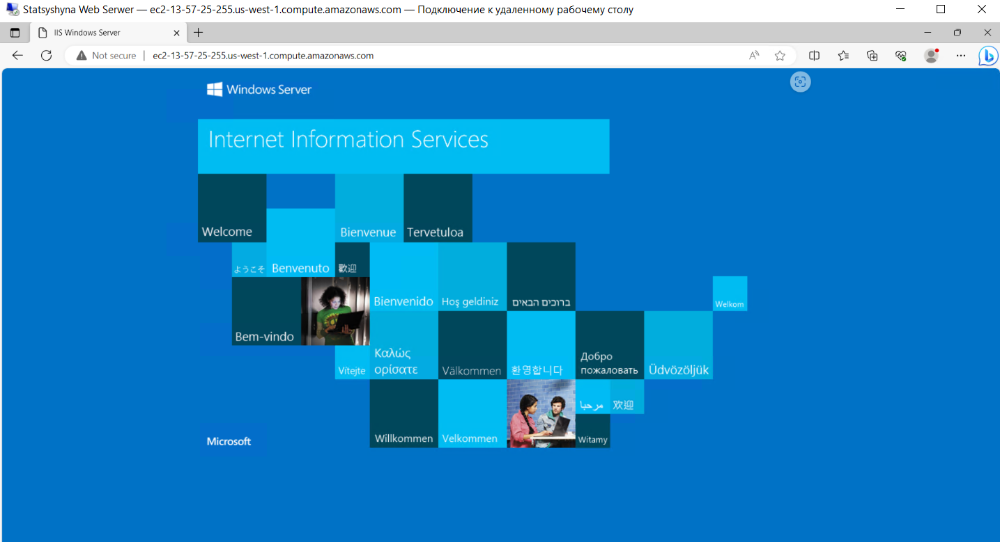 Statsyshyna Web Serwer — ec2-13-57-25-255.us-west-1.compute.amazonaws.com — Подключение к удаленному рабочему столу
IIS Windows Server
Not secure | ec2-13-57-25-255.us-west-1.compute.amazonaws.com
Windows Server
Internet Information Services
Welcome
Bienvenue
Tervetuloa
ようこそ
Benvenuto
歡迎
Bienvenido
Hoş geldiniz
ברוכים הבאים
Welkom
Bem-vindo
Vítejte
Καλώς
ορίσατε
Välkommen
환영합니다
Добро
пожаловать
Üdvözöljük
Microsoft
Willkommen
Velkommen
مرحبا
欢迎
Witamy